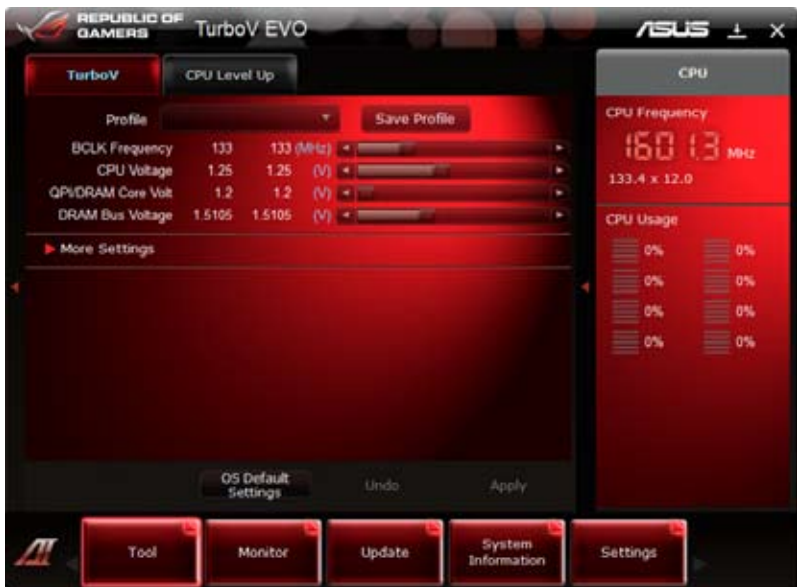 REPUBLIC OF
GAMERS
TurboV EVO
ASUS
TurboV
CPU Level Up
Profile
Save Profile
BCLK Frequency 133 133 (MHz)
CPU Voltage 1.25 1.25 (V)
QPI/DRAM Core Volt 1.2 1.2 (V)
DRAM Bus Voltage 1.5105 1.5105 (V)
More Settings
OS Default
Settings
Undo
Apply
CPU
CPU Frequency
1601.3 MHz
133.4 x 12.0
CPU Usage
0% 0%
0% 0%
0% 0%
0% 0%
Tool
Monitor
Update
System
Information
Settings